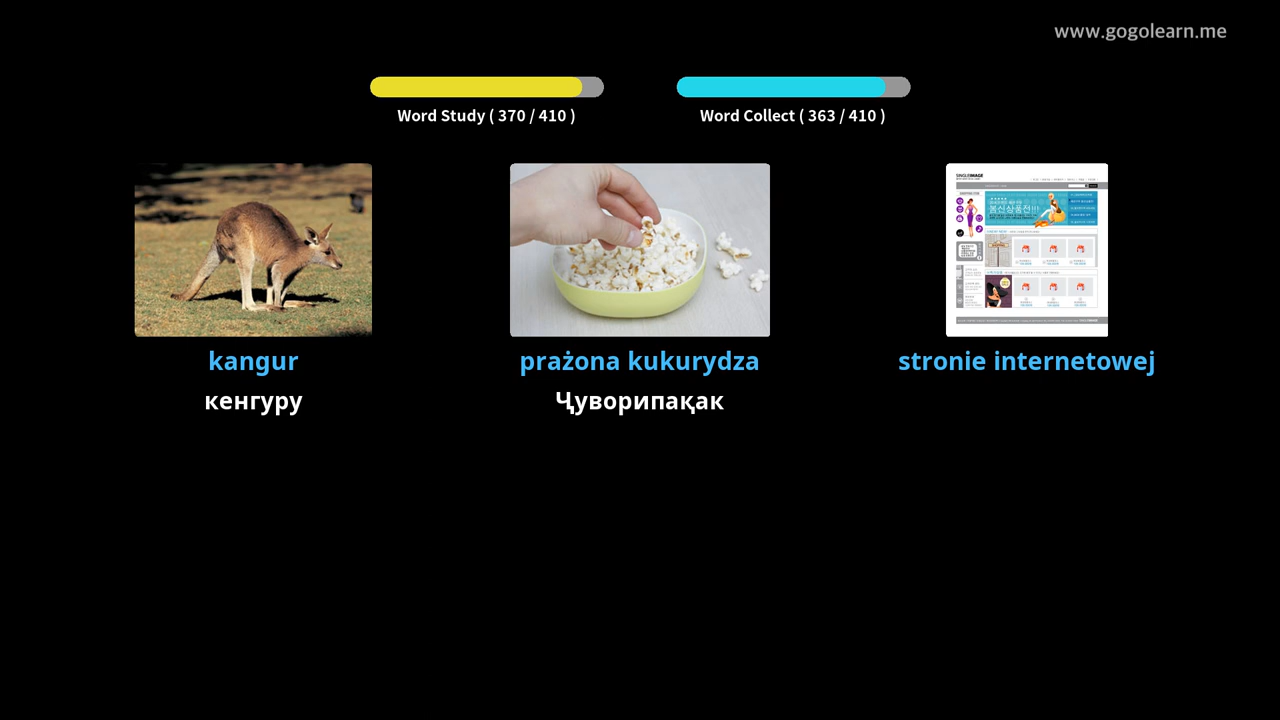 www.gogolearn.me
Word Study ( 370 / 410 )
Word Collect ( 363 / 410 )
kangur
prażona kukurydza
stronie internetowej
кенгуру
Ҷуворипақак